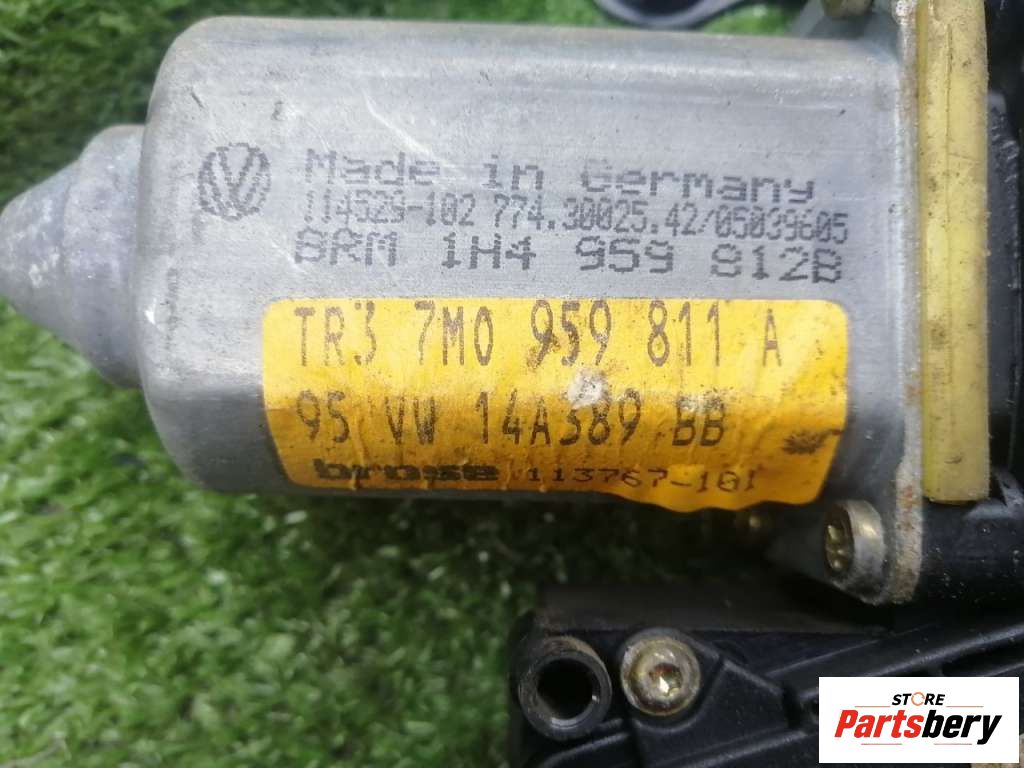 Made in Germany
114529-102 774.30025.42/05039605
BRM 1H4 959 812B
TR3 7M0 959 811 A
95 VW 14A389 BB
brose 113767-101
STORE
Partsbery